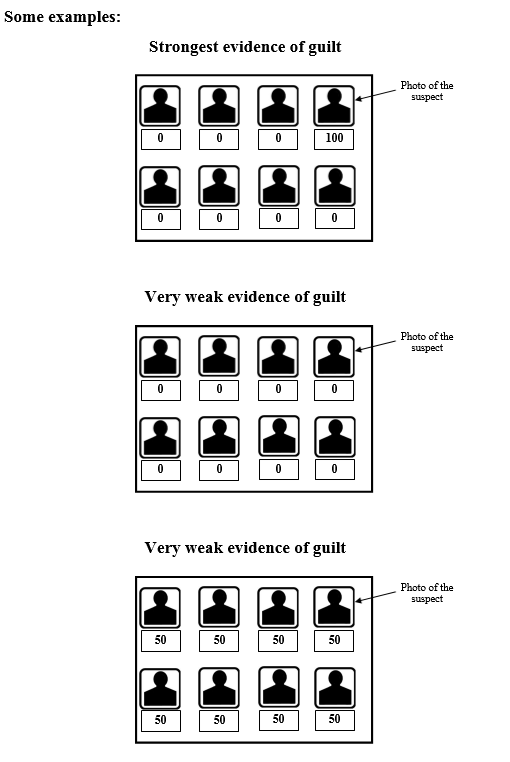 Some examples:
Strongest evidence of guilt
Photo of the
suspect
0 0 0 100
0 0 0 0
Very weak evidence of guilt
Photo of the
suspect
0 0 0 0
0 0 0 0
Very weak evidence of guilt
Photo of the
suspect
50 50 50 50
50 50 50 50